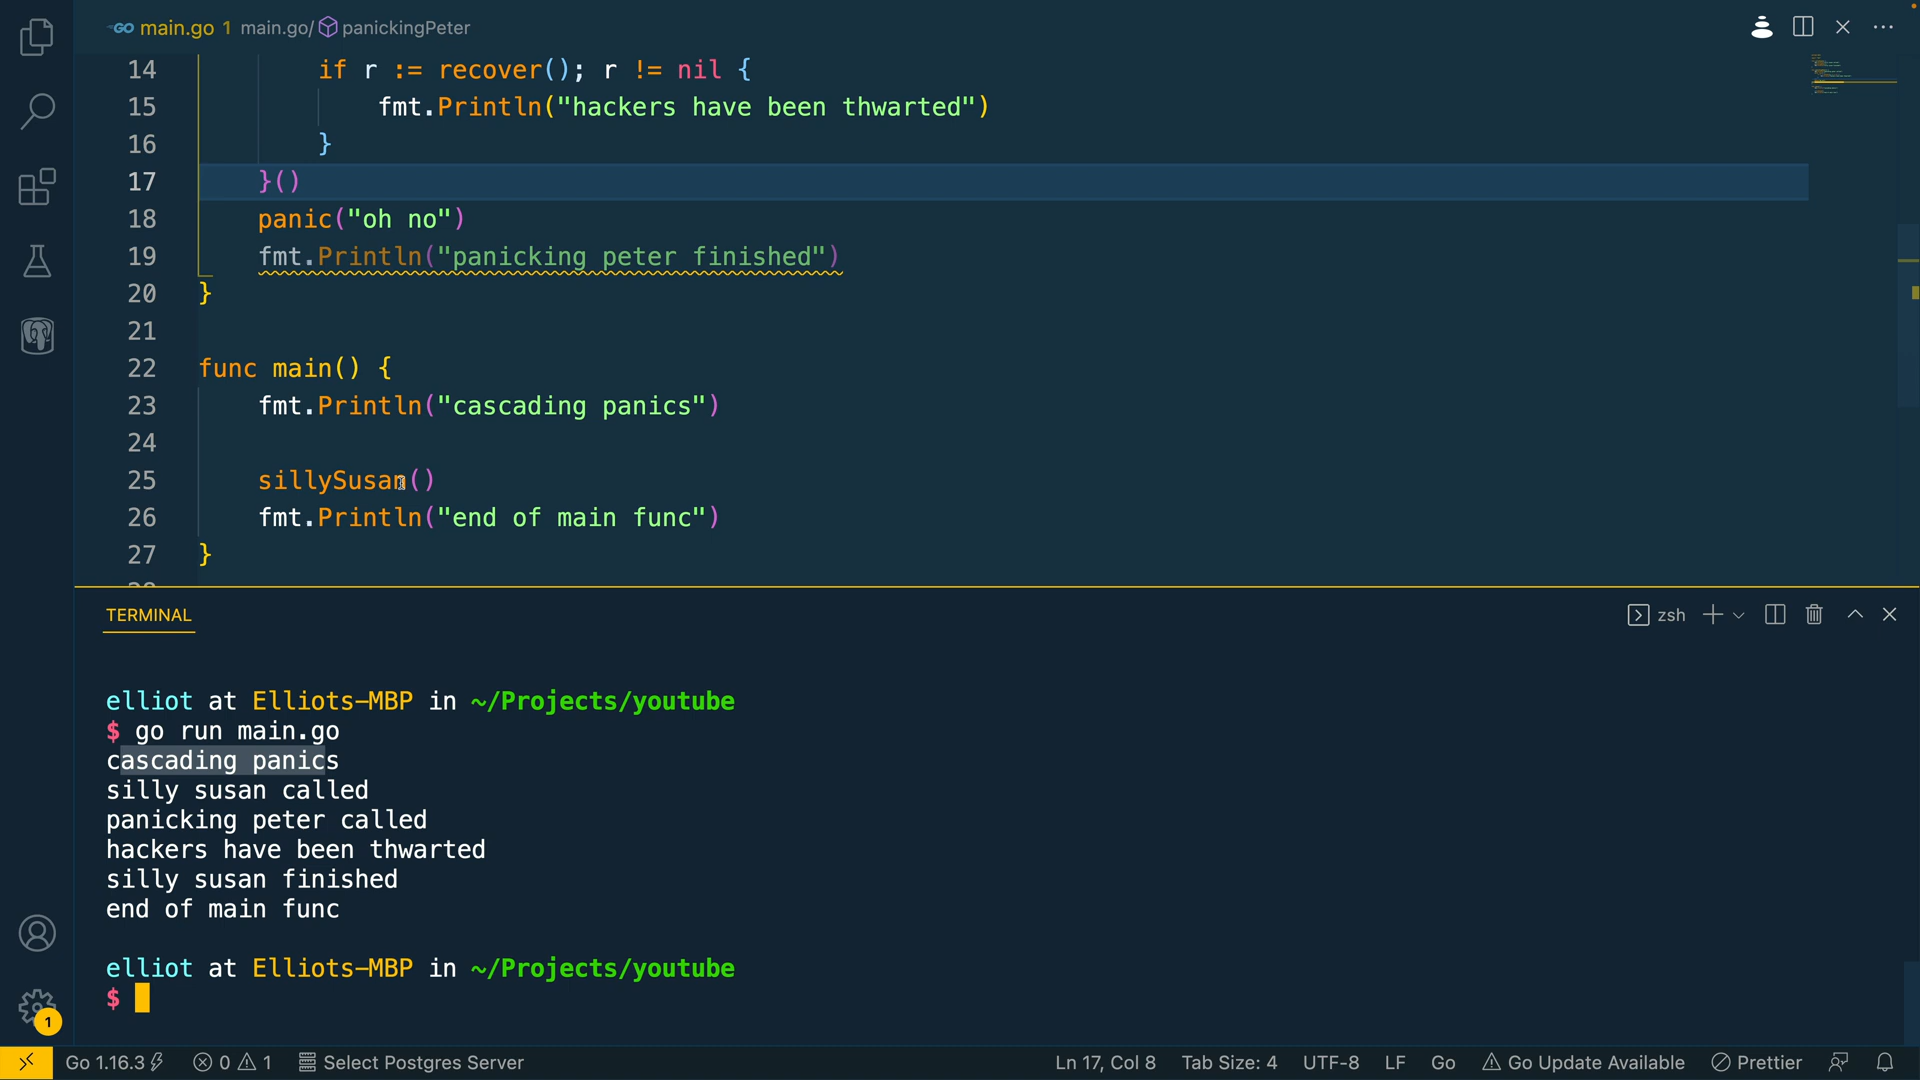 GO main.go 1 main.go/ panickingPeter
14 if r := recover(); r != nil {
15 fmt.Println("hackers have been thwarted")
16 }
17 }()
18 panic("oh no")
19 fmt.Println("panicking peter finished")
20 }
21
22 func main() {
23 fmt.Println("cascading panics")
24
25 sillySusan()
26 fmt.Println("end of main func")
27 }
TERMINAL
zsh
elliot at Elliots-MBP in ~/Projects/youtube
$ go run main.go
cascading panics
silly susan called
panicking peter called
hackers have been thwarted
silly susan finished
end of main func
elliot at Elliots-MBP in ~/Projects/youtube
$
1
Go 1.16.3 0 1 Select Postgres Server Ln 17, Col 8 Tab Size: 4 UTF-8 LF Go Go Update Available Prettier